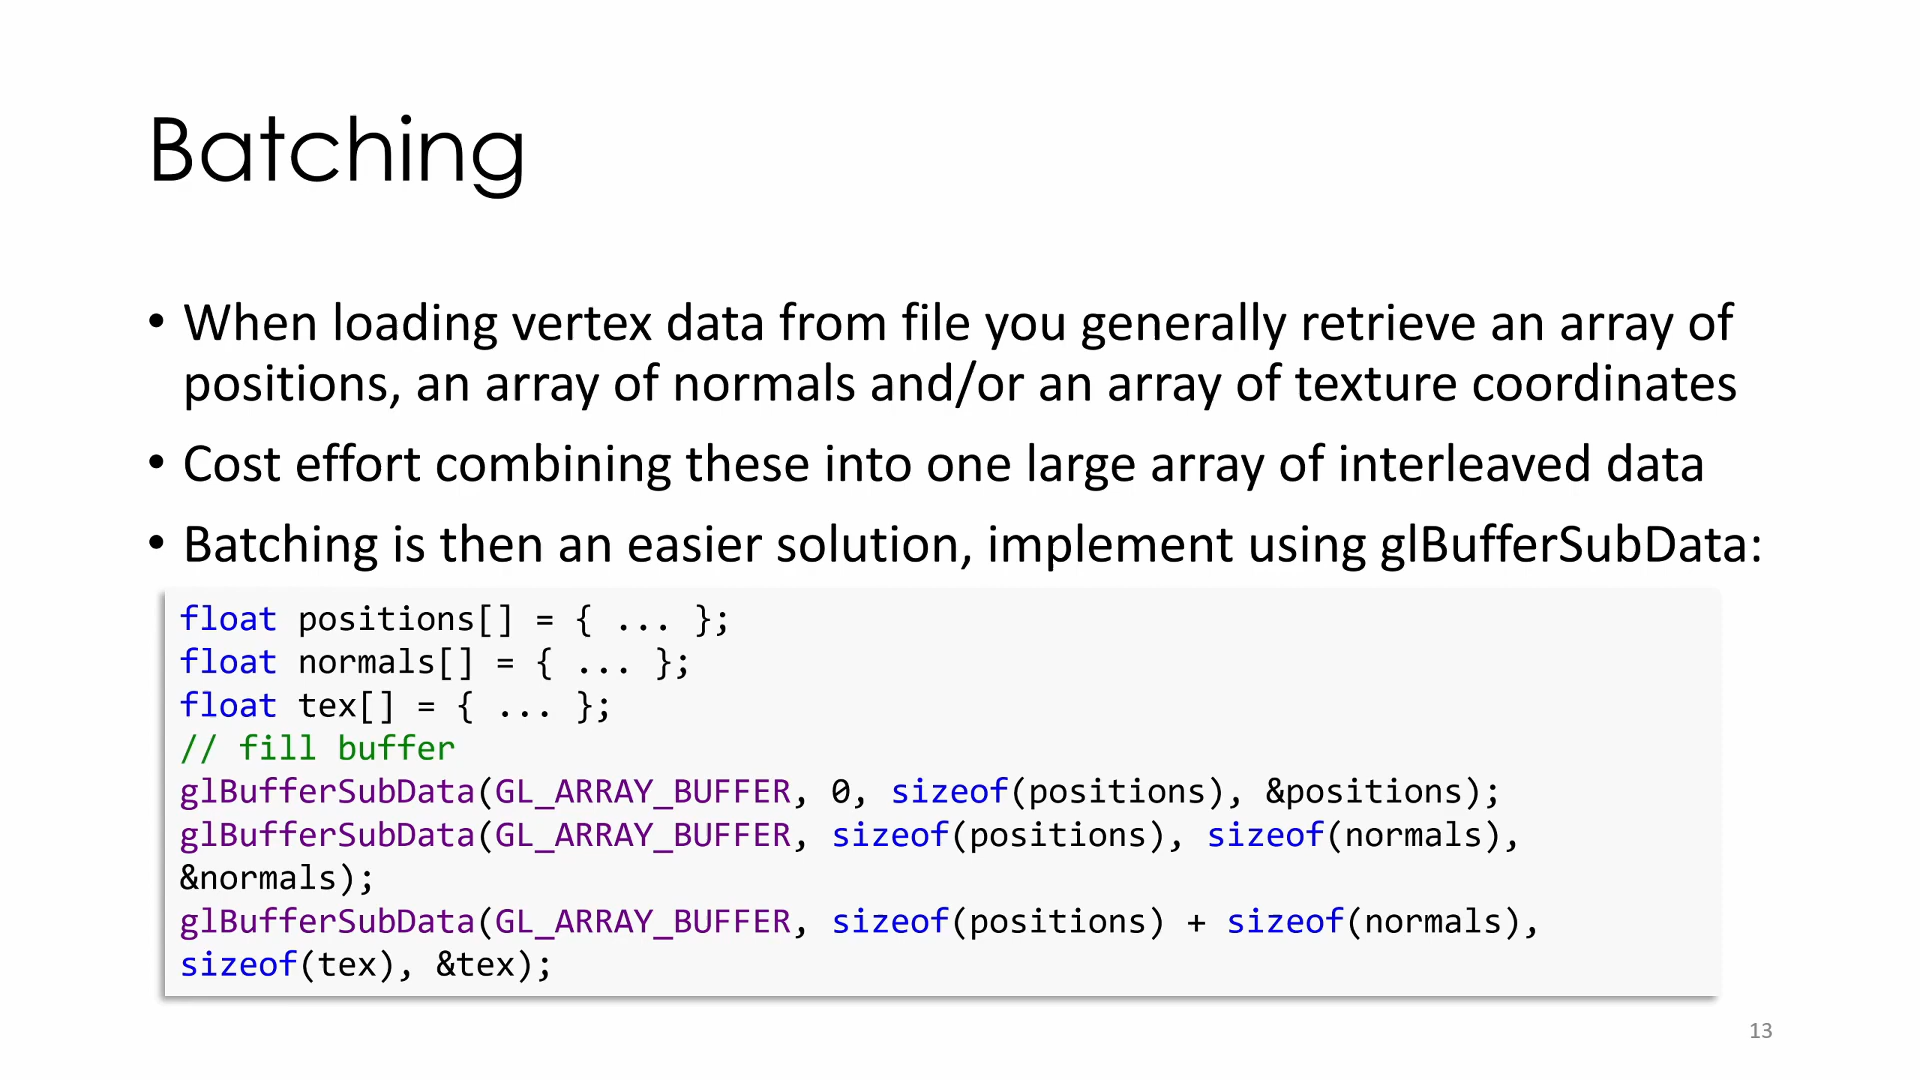 Batching
• When loading vertex data from file you generally retrieve an array of
positions, an array of normals and/or an array of texture coordinates
• Cost effort combining these into one large array of interleaved data
• Batching is then an easier solution, implement using glBufferSubData:
float positions[] = { ... };
float normals[] = { ... };
float tex[] = { ... };
// fill buffer
glBufferSubData(GL_ARRAY_BUFFER, 0, sizeof(positions), &positions);
glBufferSubData(GL_ARRAY_BUFFER, sizeof(positions), sizeof(normals),
&normals);
glBufferSubData(GL_ARRAY_BUFFER, sizeof(positions) + sizeof(normals),
sizeof(tex), &tex);
13